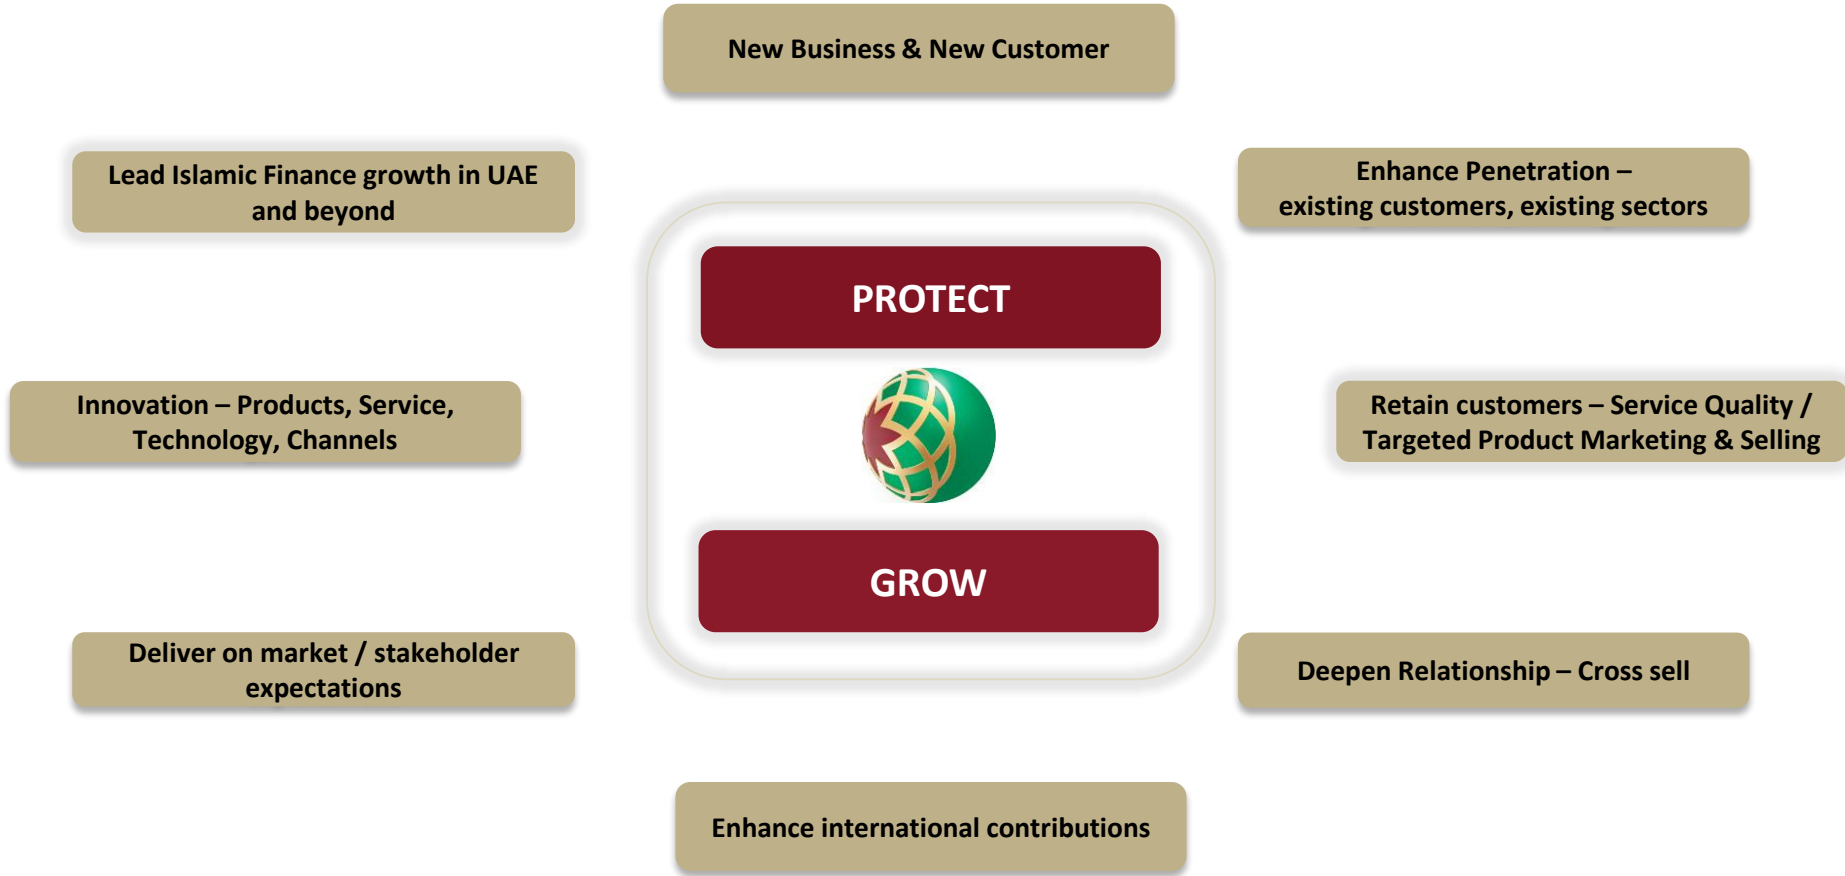 New Business & New Customer
Lead Islamic Finance growth in UAE
and beyond
Enhance Penetration –
existing customers, existing sectors
PROTECT
Innovation – Products, Service,
Technology, Channels
Retain customers – Service Quality /
Targeted Product Marketing & Selling
GROW
Deliver on market / stakeholder
expectations
Deepen Relationship – Cross sell
Enhance international contributions